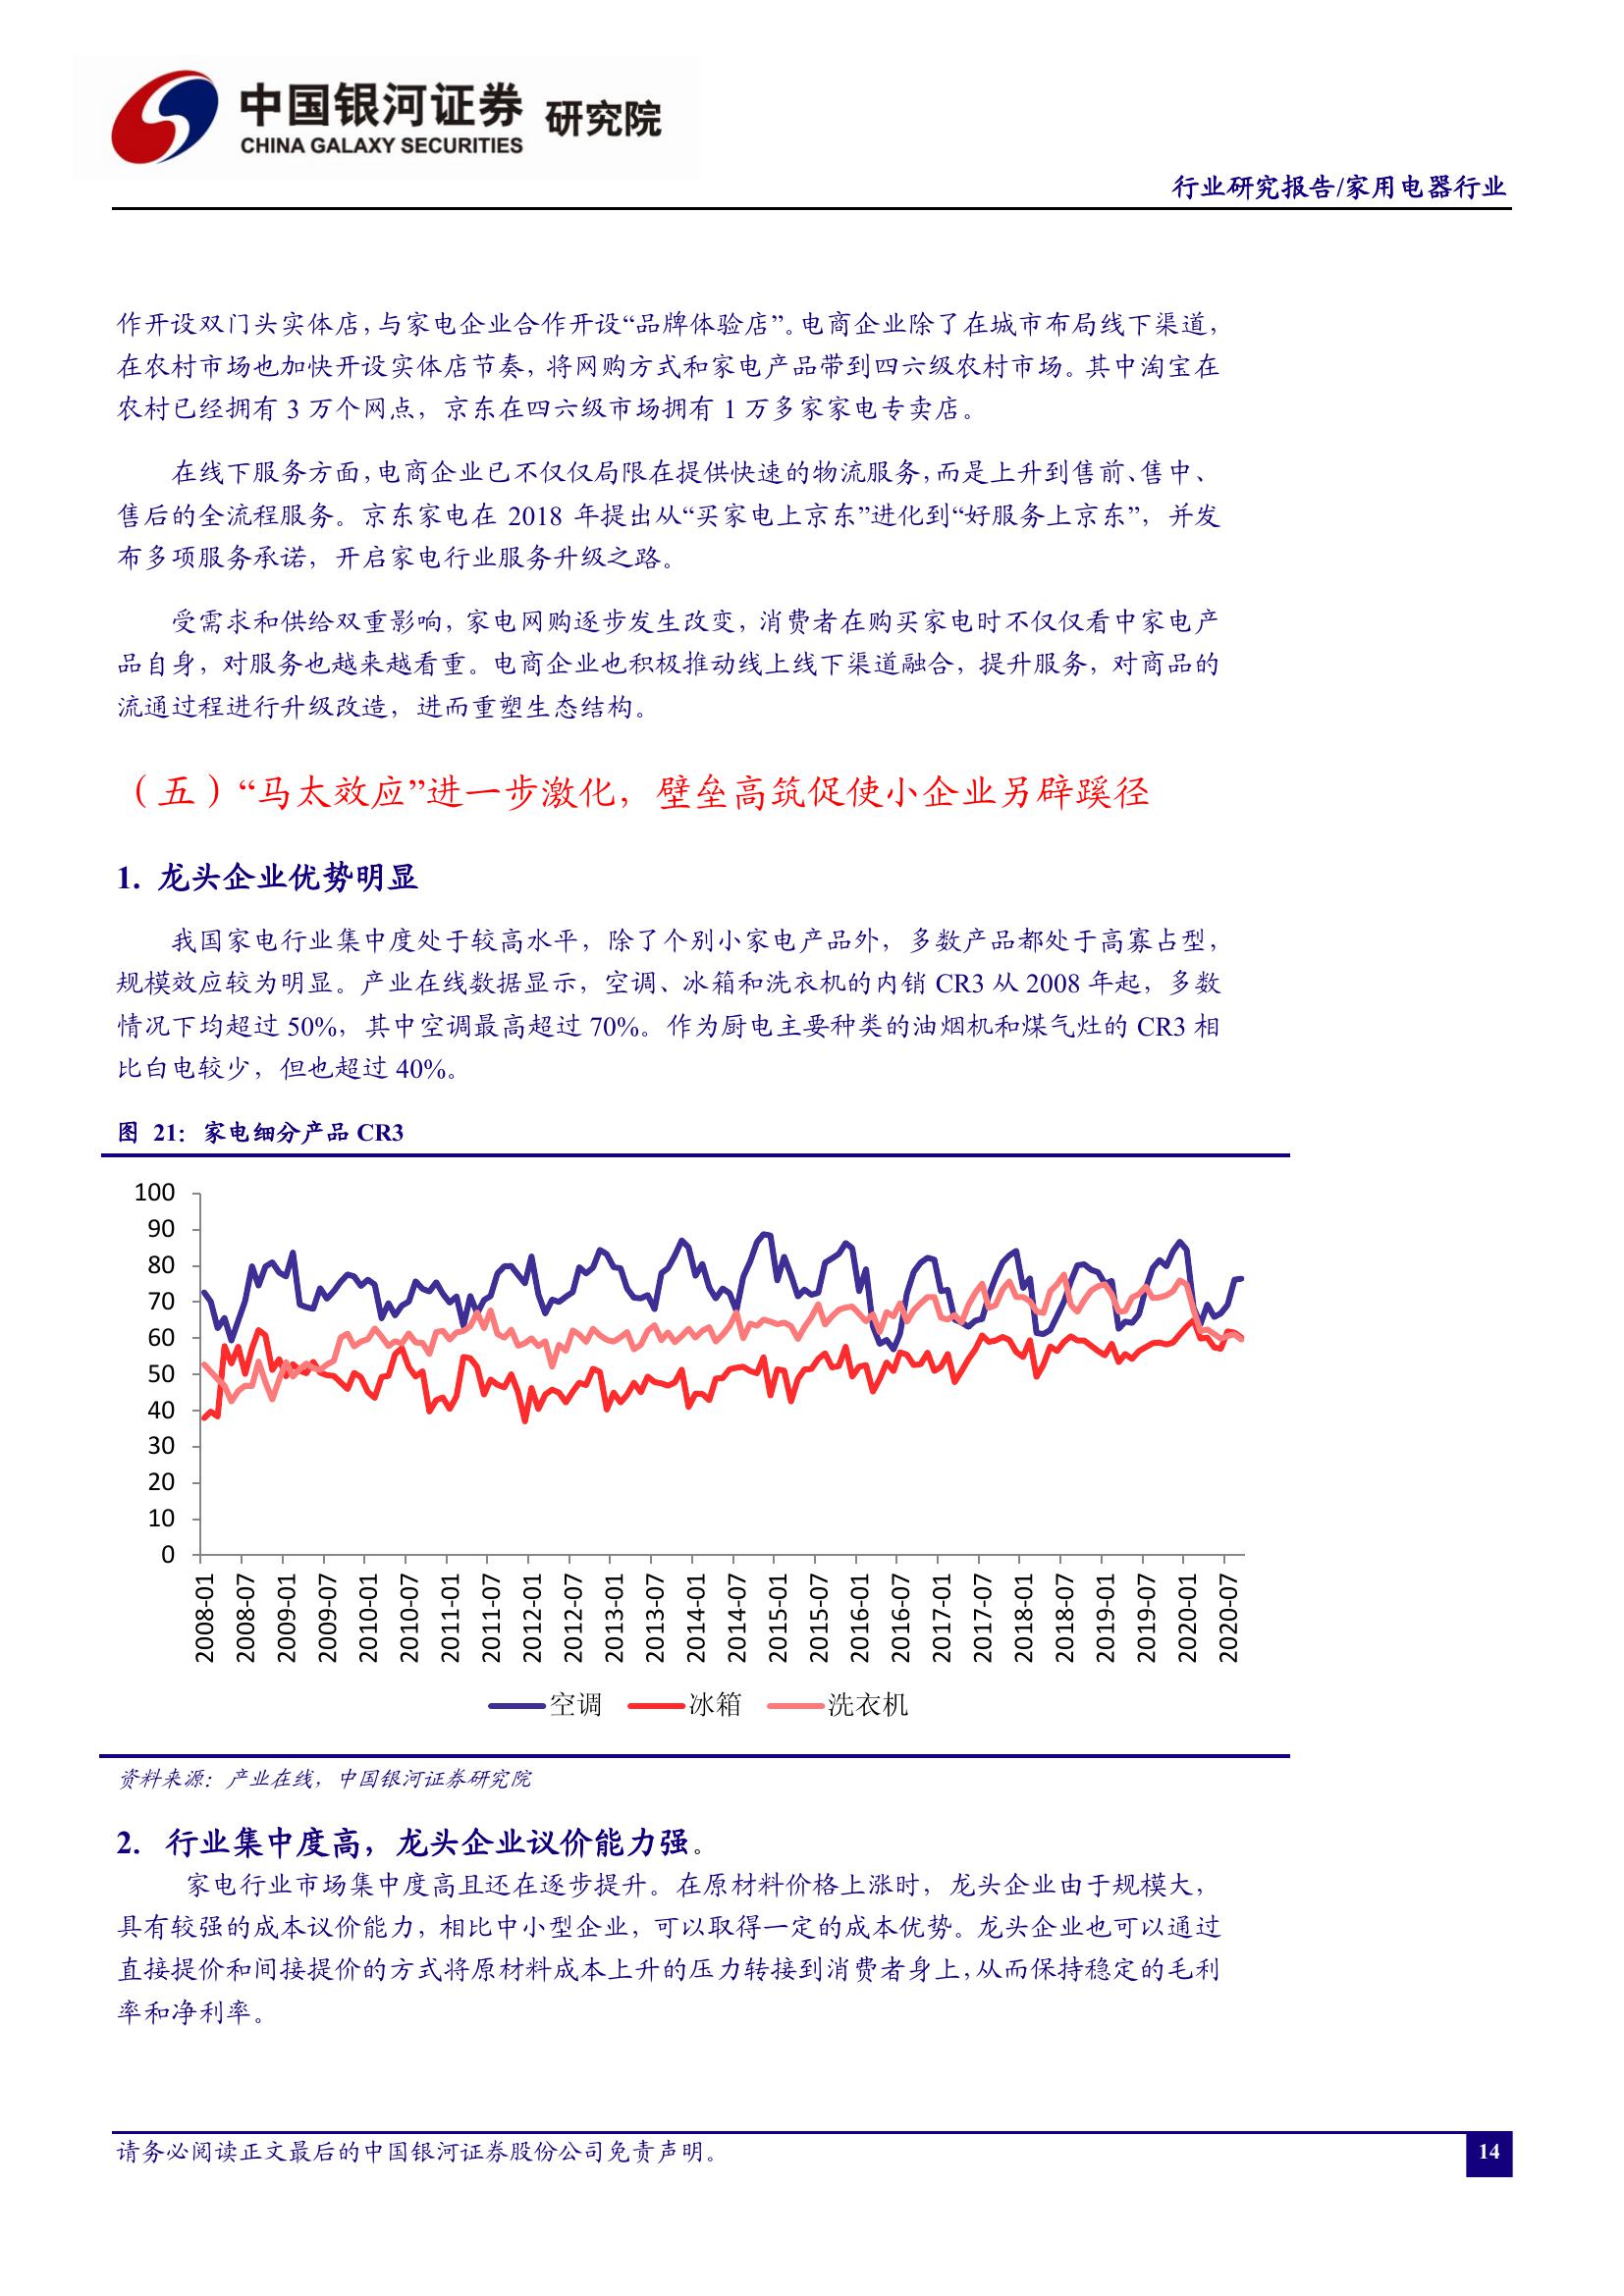 中国银河证券 研究院
CHINA GALAXY SECURITIES
行业研究报告/家用电器行业
作开设双门头实体店,与家电企业合作开设“品牌体验店”。电商企业除了在城市布局线下渠道,
在农村市场也加快开设实体店节奏，将网购方式和家电产品带到四六级农村市场。其中淘宝在
农村已经拥有 3 万个网点，京东在四六级市场拥有 1 万多家家电专卖店。
在线下服务方面,电商企业已不仅仅局限在提供快速的物流服务,而是上升到售前、售中、
售后的全流程服务。京东家电在 2018 年提出从“买家电上京东”进化到“好服务上京东”，并发
布多项服务承诺，开启家电行业服务升级之路。
受需求和供给双重影响，家电网购逐步发生改变，消费者在购买家电时不仅仅看中家电产
品自身，对服务也越来越看重。电商企业也积极推动线上线下渠道融合，提升服务，对商品的
流通过程进行升级改造，进而重塑生态结构。
（五）“马太效应”进一步激化，壁垒高筑促使小企业另辟蹊径
1. 龙头企业优势明显
我国家电行业集中度处于较高水平，除了个别小家电产品外，多数产品都处于高寡占型，
规模效应较为明显。产业在线数据显示，空调、冰箱和洗衣机的内销 CR3 从 2008 年起，多数
情况下均超过 50%，其中空调最高超过 70%。作为厨电主要种类的油烟机和煤气灶的 CR3 相
比白电较少，但也超过 40%。
图 21：家电细分产品 CR3
100
90
80
70
60
50
40
30
20
10
0
2008-01
2008-07
2009-01
2009-07
2010-01
2010-07
2011-01
2011-07
2012-01
2012-07
2013-01
2013-07
2014-01
2014-07
2015-01
2015-07
2016-01
2016-07
2017-01
2017-07
2018-01
2018-07
2019-01
2019-07
2020-01
2020-07
空调 冰箱 洗衣机
资料来源：产业在线，中国银河证券研究院
2. 行业集中度高，龙头企业议价能力强。
家电行业市场集中度高且还在逐步提升。在原材料价格上涨时，龙头企业由于规模大，
具有较强的成本议价能力，相比中小型企业，可以取得一定的成本优势。龙头企业也可以通过
直接提价和间接提价的方式将原材料成本上升的压力转接到消费者身上,从而保持稳定的毛利
率和净利率。
请务必阅读正文最后的中国银河证券股份公司免责声明。
14